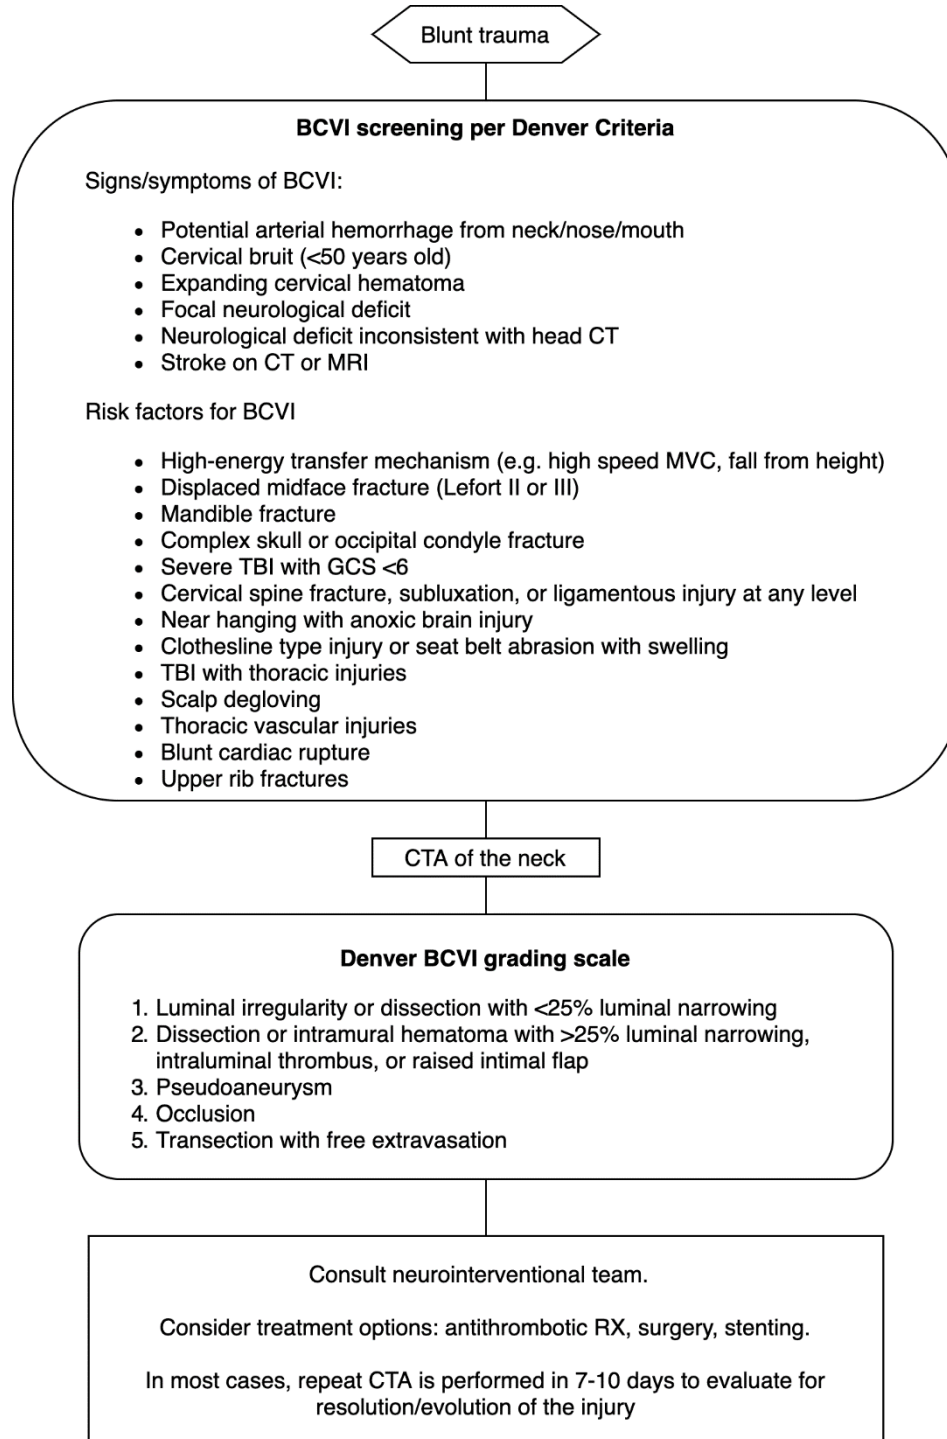 Blunt trauma
BCVI screening per Denver Criteria
Signs/symptoms of BCVI:
• Potential arterial hemorrhage from neck/nose/mouth
• Cervical bruit (<50 years old)
• Expanding cervical hematoma
• Focal neurological deficit
• Neurological deficit inconsistent with head CT
• Stroke on CT or MRI
Risk factors for BCVI
• High-energy transfer mechanism (e.g. high speed MVC, fall from height)
• Displaced midface fracture (Lefort II or III)
• Mandible fracture
• Complex skull or occipital condyle fracture
• Severe TBI with GCS <6
• Cervical spine fracture, subluxation, or ligamentous injury at any level
• Near hanging with anoxic brain injury
• Clothesline type injury or seat belt abrasion with swelling
• TBI with thoracic injuries
• Scalp degloving
• Thoracic vascular injuries
• Blunt cardiac rupture
• Upper rib fractures
CTA of the neck
Denver BCVI grading scale
1. Luminal irregularity or dissection with <25% luminal narrowing
2. Dissection or intramural hematoma with >25% luminal narrowing,
intraluminal thrombus, or raised intimal flap
3. Pseudoaneurysm
4. Occlusion
5. Transection with free extravasation
Consult neurointerventional team.
Consider treatment options: antithrombotic RX, surgery, stenting.
In most cases, repeat CTA is performed in 7-10 days to evaluate for
resolution/evolution of the injury